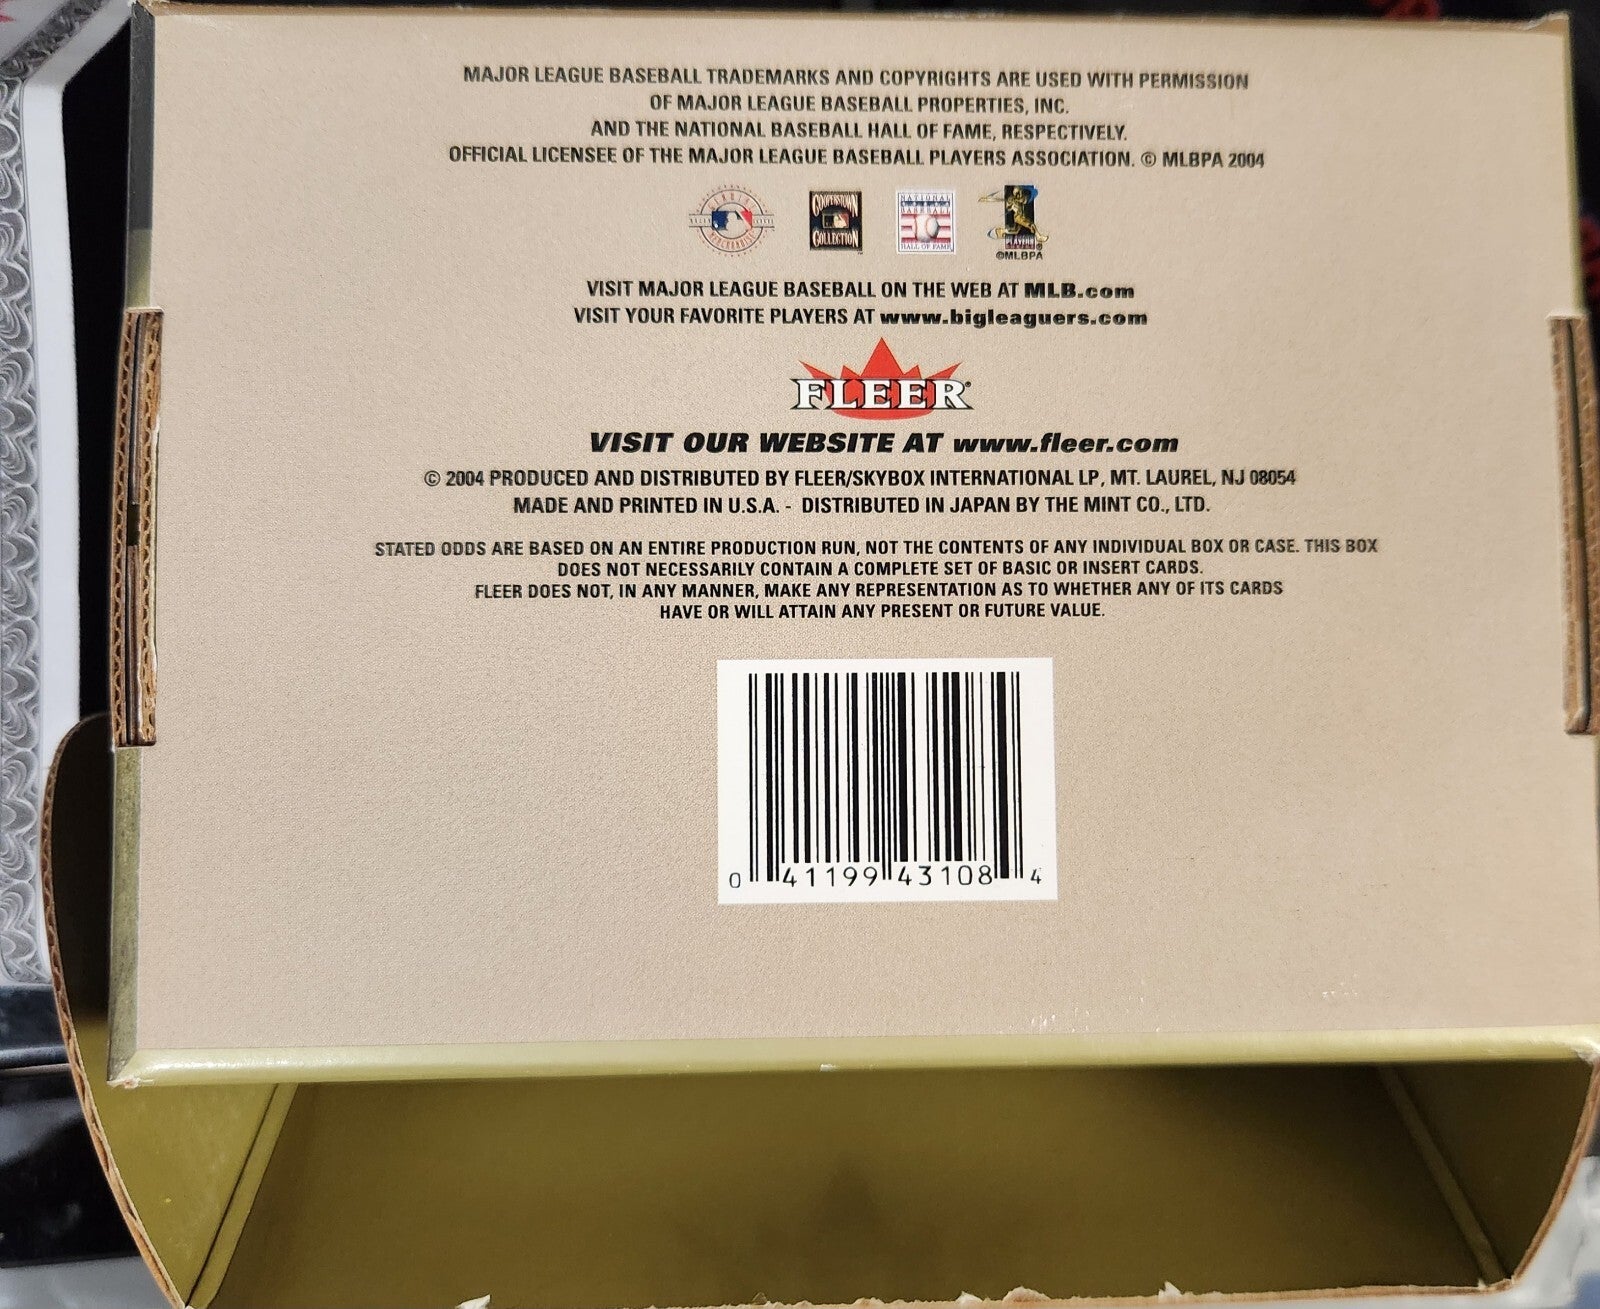 MAJOR LEAGUE BASEBALL TRADEMARKS AND COPYRIGHTS ARE USED WITH PERMISSION
OF MAJOR LEAGUE BASEBALL PROPERTIES, INC.
AND THE NATIONAL BASEBALL HALL OF FAME, RESPECTIVELY.
OFFICIAL LICENSEE OF THE MAJOR LEAGUE BASEBALL PLAYERS ASSOCIATION. © MLBPA 2004
GENUINE
MERCHANDISE
COOPERSTOWN
COLLECTION
NATIONAL
BASEBALL
HALL OF FAME
PLAYERS
©MLBPA
VISIT MAJOR LEAGUE BASEBALL ON THE WEB AT MLB.com
VISIT YOUR FAVORITE PLAYERS AT www.bigleaguers.com
FLEER
VISIT OUR WEBSITE AT www.fleer.com
© 2004 PRODUCED AND DISTRIBUTED BY FLEER/SKYBOX INTERNATIONAL LP, MT. LAUREL, NJ 08054
MADE AND PRINTED IN U.S.A. - DISTRIBUTED IN JAPAN BY THE MINT CO., LTD.
STATED ODDS ARE BASED ON AN ENTIRE PRODUCTION RUN, NOT THE CONTENTS OF ANY INDIVIDUAL BOX OR CASE. THIS BOX
DOES NOT NECESSARILY CONTAIN A COMPLETE SET OF BASIC OR INSERT CARDS.
FLEER DOES NOT, IN ANY MANNER, MAKE ANY REPRESENTATION AS TO WHETHER ANY OF ITS CARDS
HAVE OR WILL ATTAIN ANY PRESENT OR FUTURE VALUE.
0 41199 43108 4